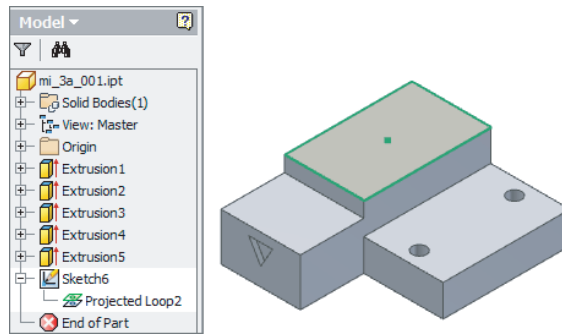 Model
mi_3a_001.ipt
Solid Bodies(1)
View: Master
Origin
Extrusion1
Extrusion2
Extrusion3
Extrusion4
Extrusion5
Sketch6
Projected Loop2
End of Part